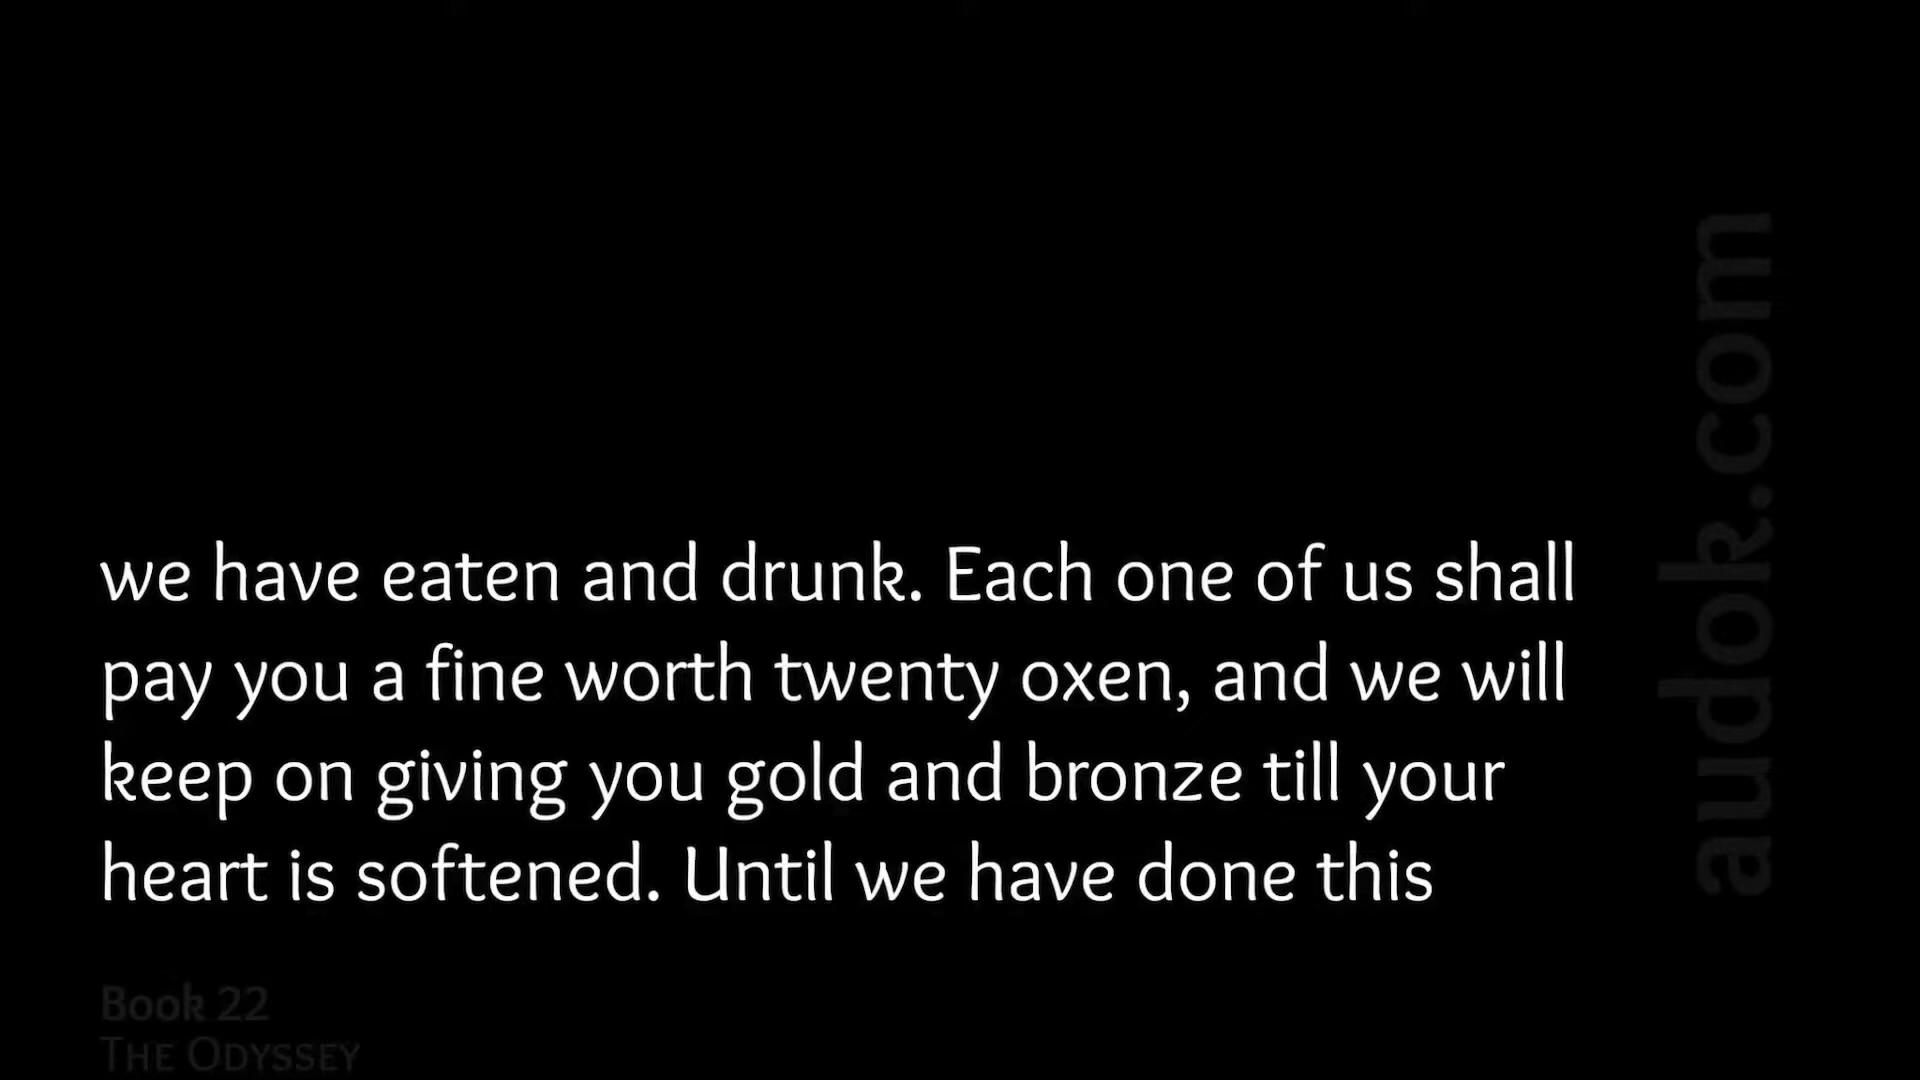 we have eaten and drunk. Each one of us shall
pay you a fine worth twenty oxen, and we will
keep on giving you gold and bronze till your
heart is softened. Until we have done this
Book 22
THE ODYSSEY
audok.com